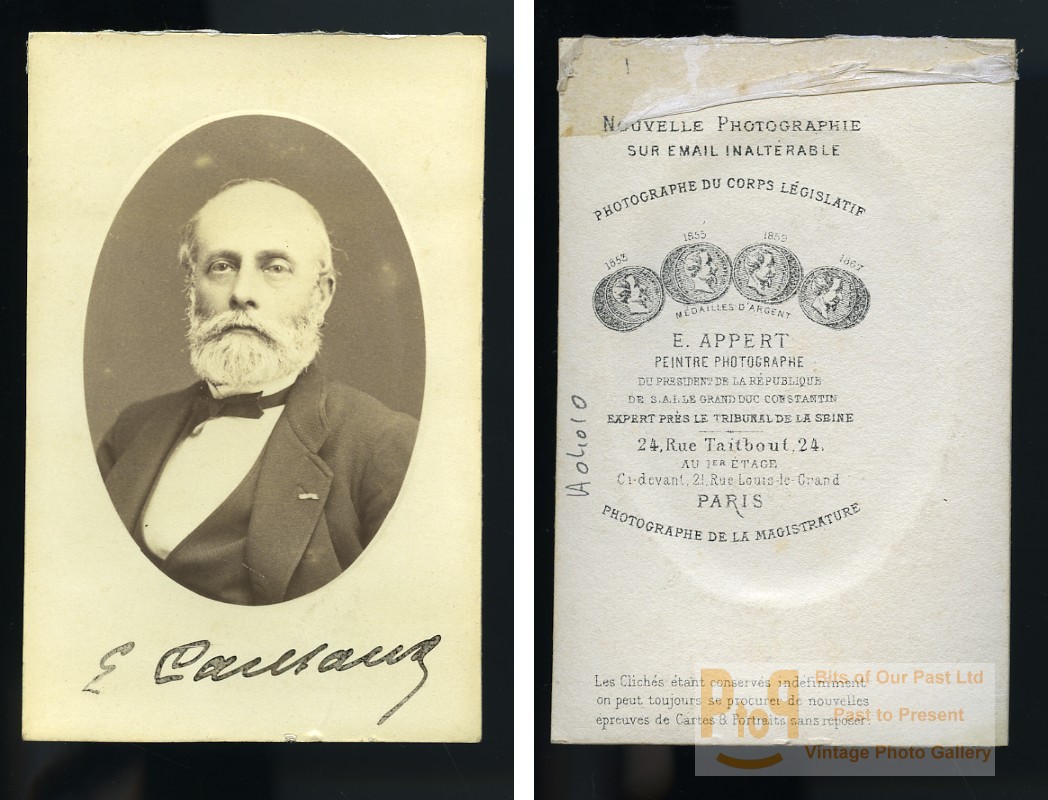 E Caillaux
NOUVELLE PHOTOGRAPHIE
SUR EMAIL INALTÉRABLE
PHOTOGRAPHE DU CORPS LÉGISLATIF
1853 1855 1859 1867
MÉDAILLES D'ARGENT
E. APPERT
PEINTRE PHOTOGRAPHE
DU PRESIDENT DE LA RÉPUBLIQUE
DE S.A.I. LE GRAND DUC CONSTANTIN
EXPERT PRÈS LE TRIBUNAL DE LA SEINE
24, Rue Taitbout, 24.
AU 1ER ÉTAGE
Ci-devant, 21, Rue Louis-le-Grand
PARIS
PHOTOGRAPHE DE LA MAGISTRATURE
Les Clichés étant conservés indéfiniment
on peut toujours se procurer de nouvelles
epreuves de Cartes & Portraits sans reposer.
PtoP
Bits of Our Past Ltd
Past to Present
Vintage Photo Gallery